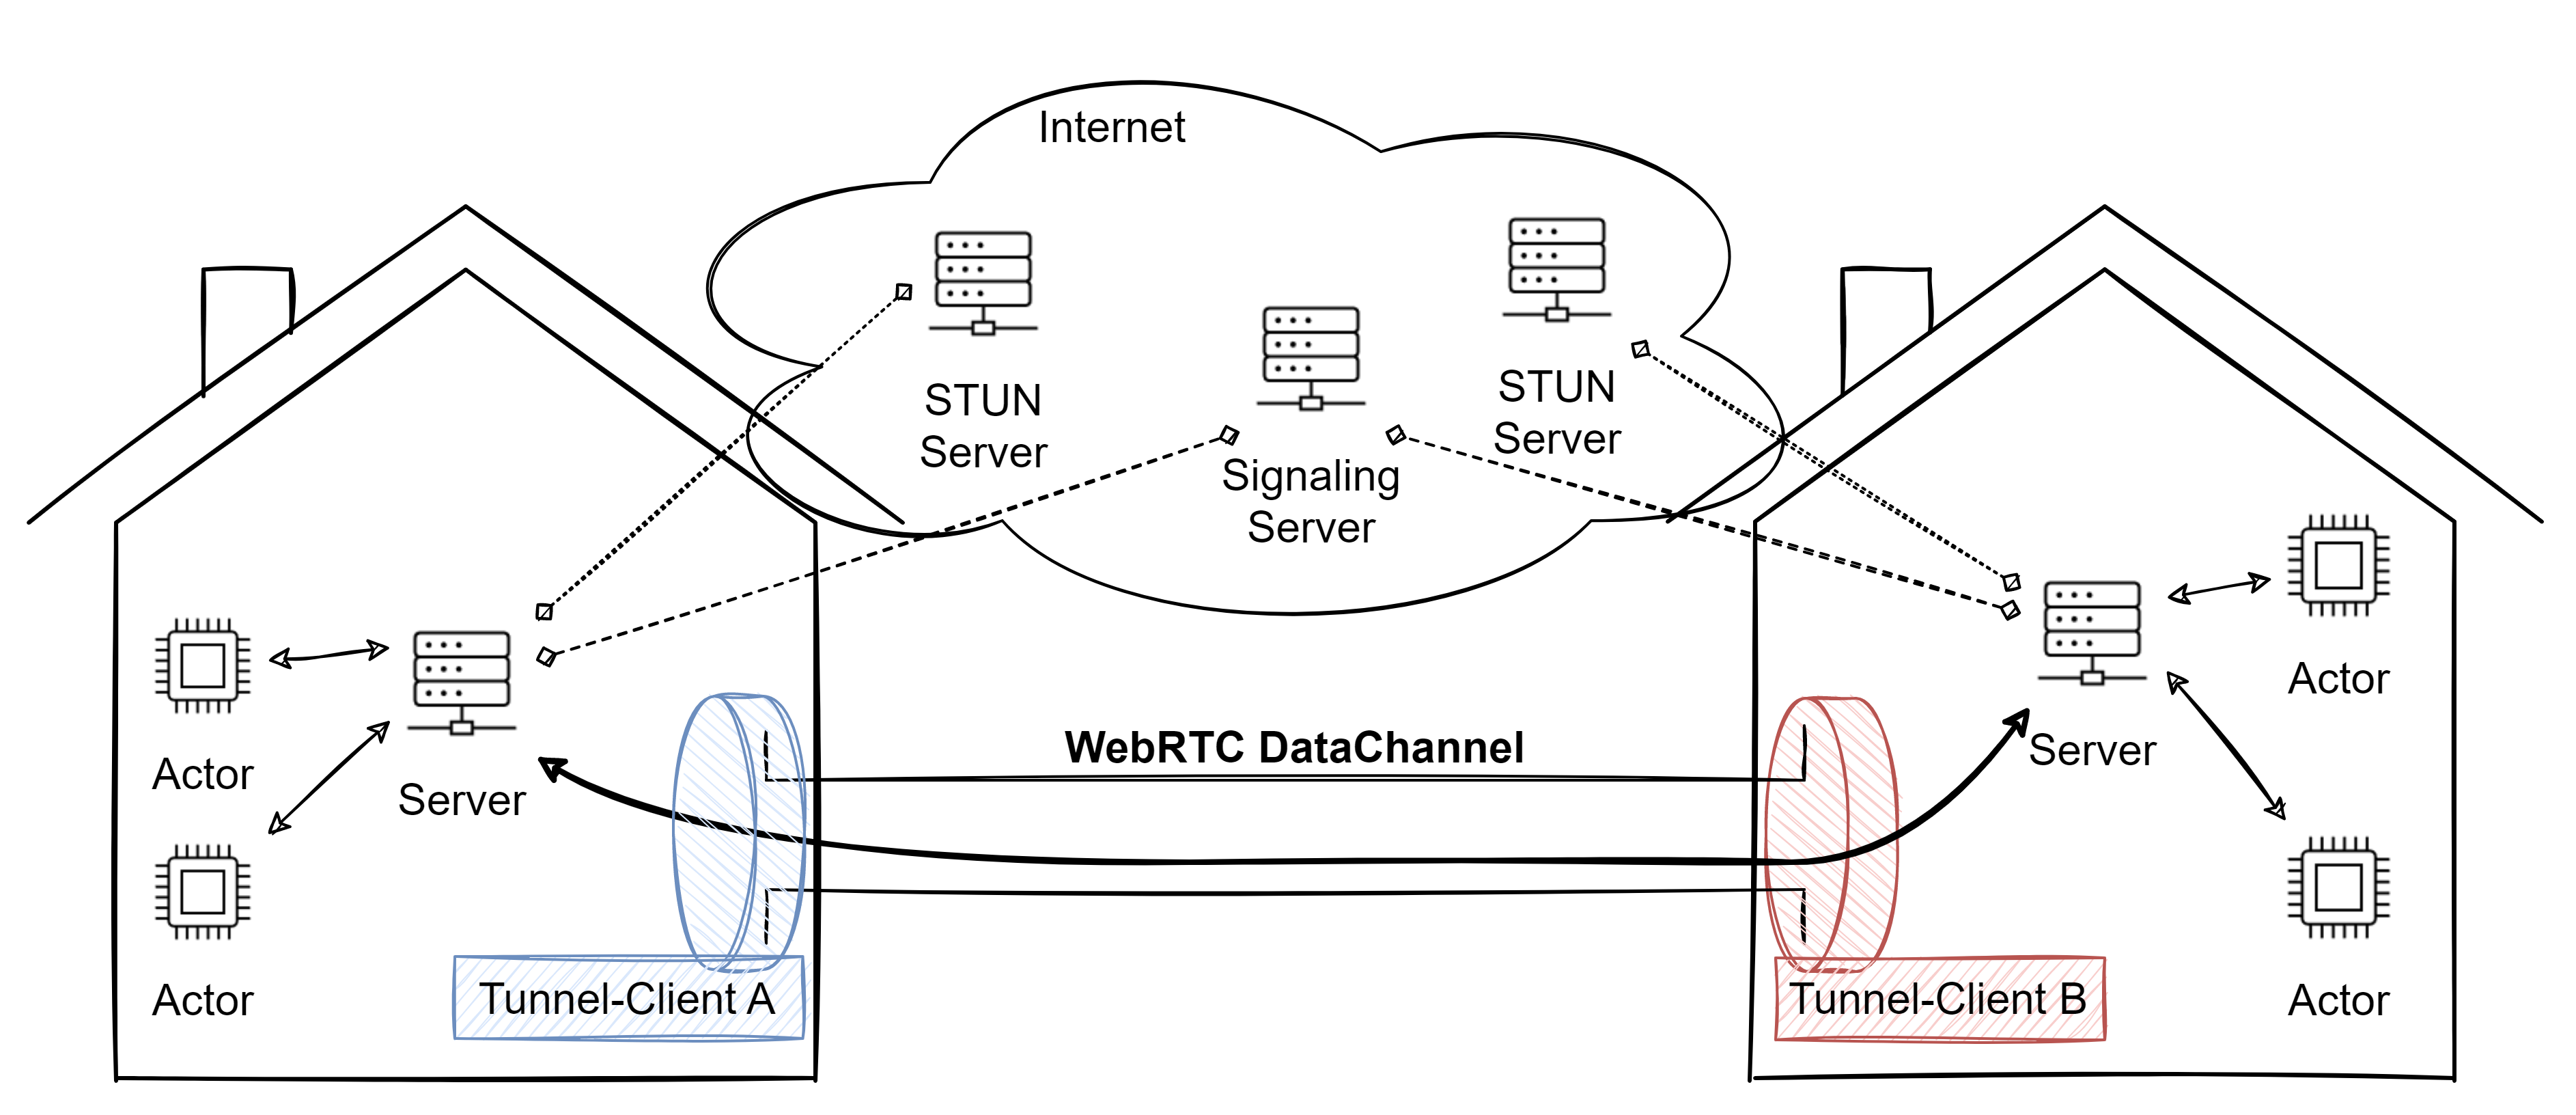 Internet
STUN
Server
Signaling
Server
STUN
Server
Actor
Server
Actor
Tunnel-Client A
WebRTC DataChannel
Server
Actor
Actor
Tunnel-Client B